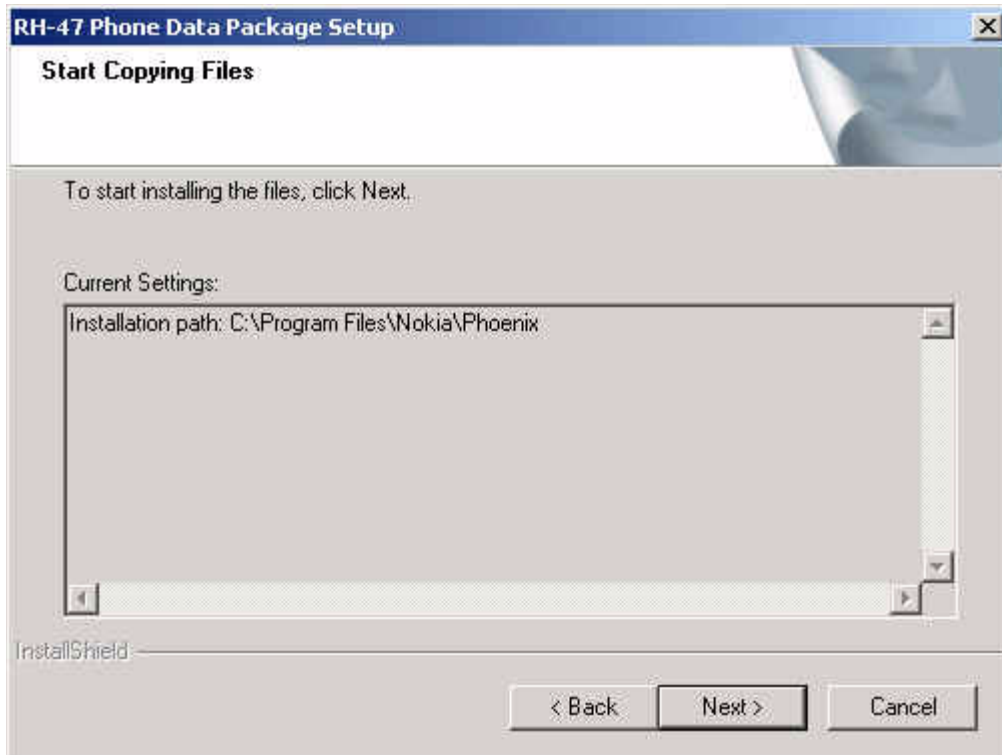 RH-47 Phone Data Package Setup
Start Copying Files
To start installing the files, click Next.
Current Settings:
Installation path: C:\Program Files\Nokia\Phoenix
InstallShield
< Back
Next >
Cancel